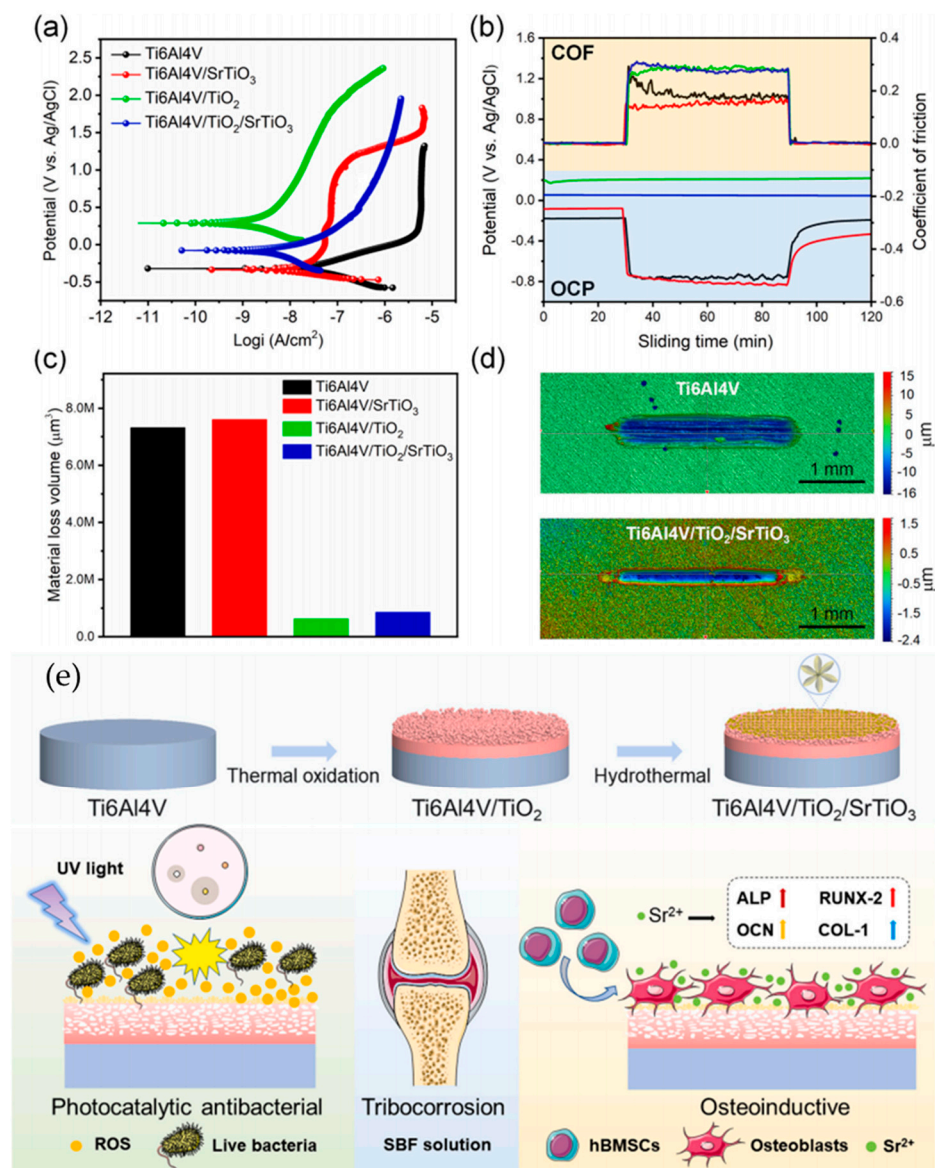 (a)
Ti6Al4V
Ti6Al4V/SrTiO₃
Ti6Al4V/TiO₂
Ti6Al4V/TiO₂/SrTiO₃
Potential (V vs. Ag/AgCl)
2.5
2.0
1.5
1.0
0.5
0.0
-0.5
-12 -11 -10 -9 -8 -7 -6 -5 -4
Logi (A/cm²)
(b)
COF
OCP
Potential (V vs. Ag/AgCl)
1.6
1.2
0.8
0.4
0.0
-0.4
-0.8
Coefficient of friction
0.4
0.2
0.0
-0.2
-0.4
-0.6
0 20 40 60 80 100 120
Sliding time (min)
(c)
Ti6Al4V
Ti6Al4V/SrTiO₃
Ti6Al4V/TiO₂
Ti6Al4V/TiO₂/SrTiO₃
Material loss volume (μm³)
8.0M
6.0M
4.0M
2.0M
0.0
(d)
Ti6Al4V
1 mm
15
10
5
0
-5
-10
-16
μm
Ti6Al4V/TiO₂/SrTiO₃
1 mm
1.5
0.5
-0.5
-1.5
-2.4
μm
(e)
Thermal oxidation
Hydrothermal
Ti6Al4V
Ti6Al4V/TiO₂
Ti6Al4V/TiO₂/SrTiO₃
UV light
Photocatalytic antibacterial
ROS
Live bacteria
Tribocorrosion
SBF solution
Sr²⁺
ALP
RUNX-2
OCN
COL-1
Osteoinductive
hBMSCs
Osteoblasts
Sr²⁺